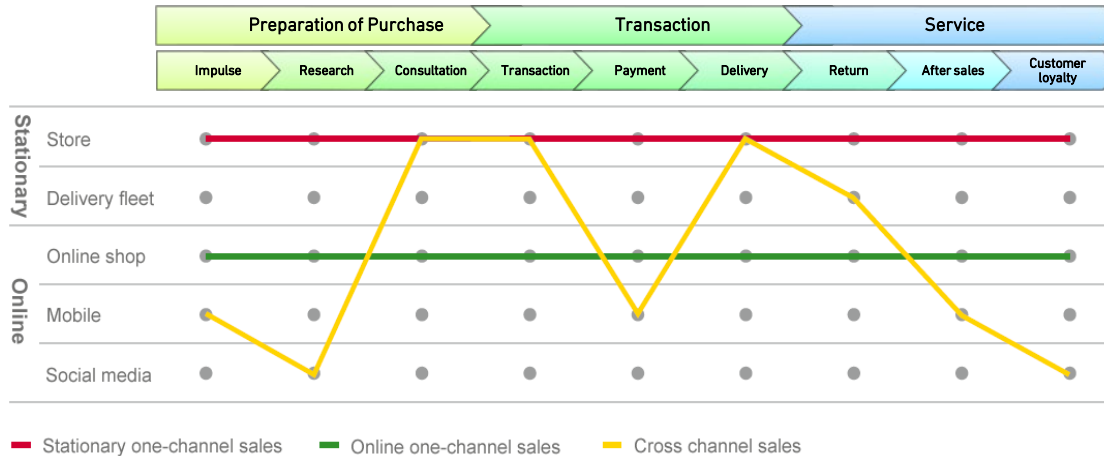 Preparation of Purchase
Transaction
Service
Impulse
Research
Consultation
Transaction
Payment
Delivery
Return
After sales
Customer
loyalty
Stationary
Store
Delivery fleet
Online
Online shop
Mobile
Social media
Stationary one-channel sales
Online one-channel sales
Cross channel sales